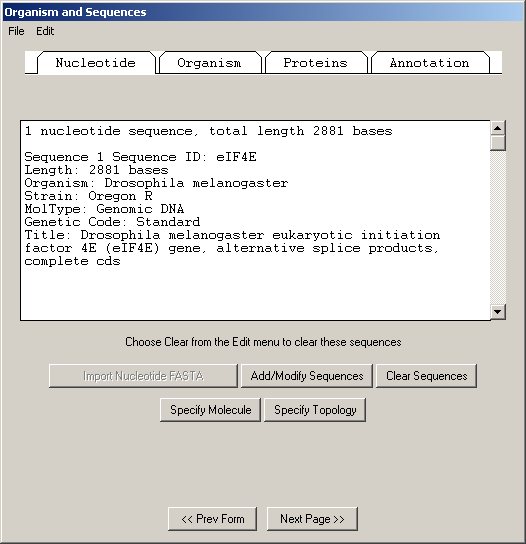 Organism and Sequences
File Edit
Nucleotide Organism Proteins Annotation
1 nucleotide sequence, total length 2881 bases
Sequence 1 Sequence ID: eIF4E
Length: 2881 bases
Organism: Drosophila melanogaster
Strain: Oregon R
MolType: Genomic DNA
Genetic Code: Standard
Title: Drosophila melanogaster eukaryotic initiation
factor 4E (eIF4E) gene, alternative splice products,
complete cds
Choose Clear from the Edit menu to clear these sequences
Import Nucleotide FASTA Add/Modify Sequences Clear Sequences
Specify Molecule Specify Topology
<< Prev Form Next Page >>